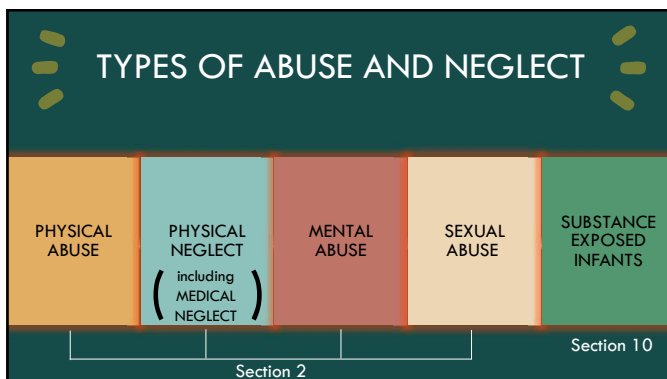 TYPES OF ABUSE AND NEGLECT
PHYSICAL
ABUSE
PHYSICAL
NEGLECT
(including
MEDICAL
NEGLECT)
MENTAL
ABUSE
SEXUAL
ABUSE
SUBSTANCE
EXPOSED
INFANTS
Section 2
Section 10